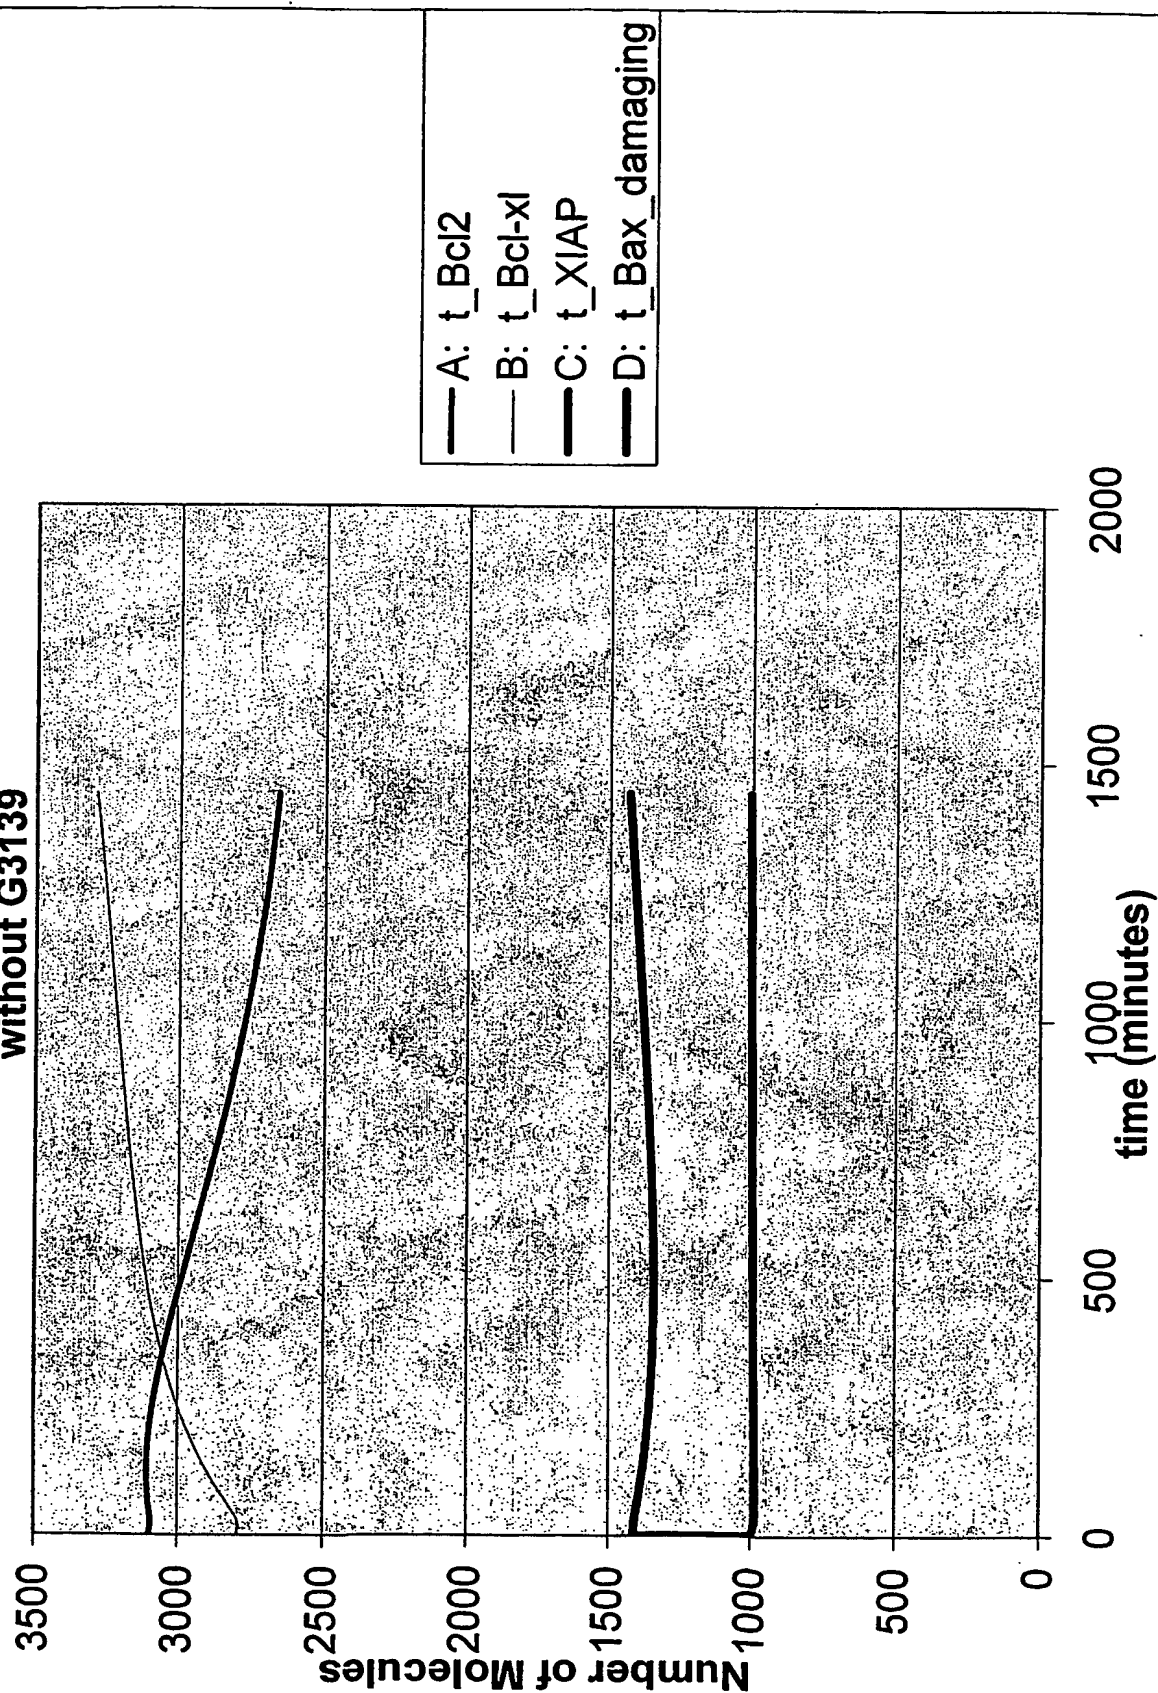 without G3139
3500
3000
2500
2000
1500
1000
500
0
Number of Molecules
0
500
1000
1500
2000
time (minutes)
A: t_Bcl2
B: t_Bcl-xl
C: t_XIAP
D: t_Bax_damaging